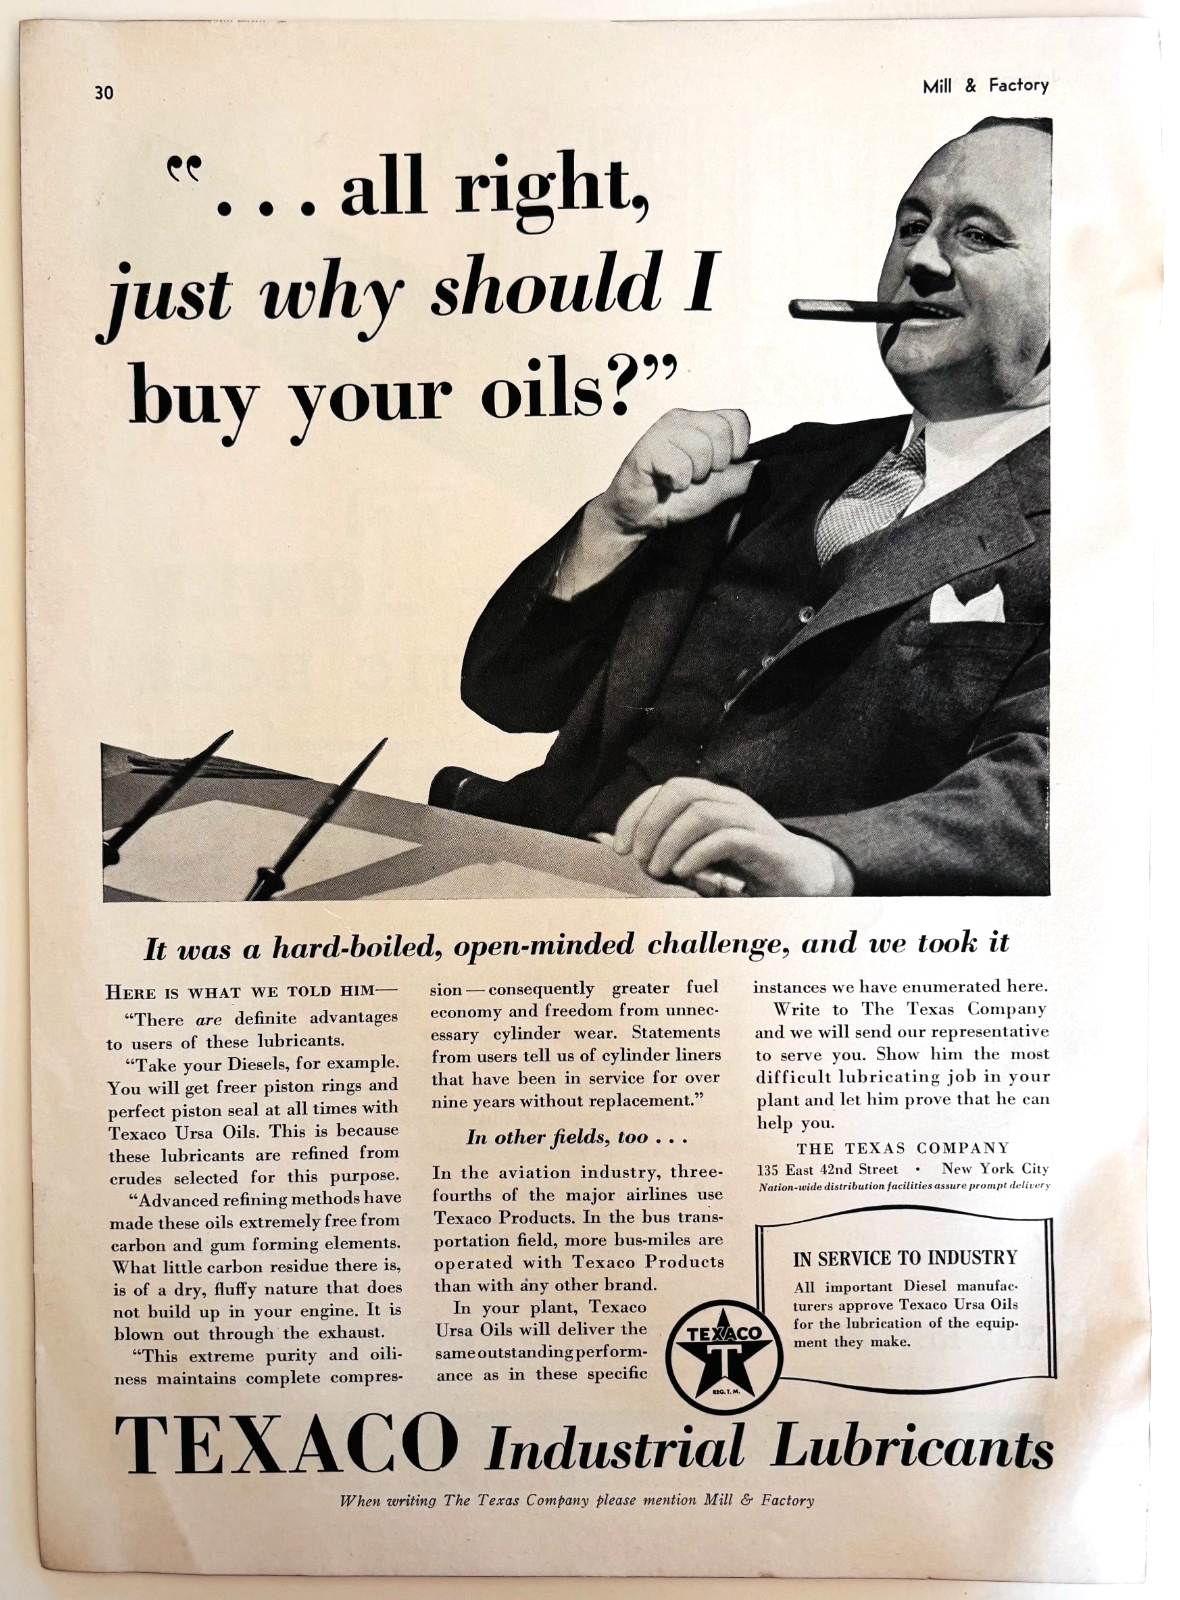 30
Mill & Factory
“. . . all right,
just why should I
buy your oils?”
It was a hard-boiled, open-minded challenge, and we took it
HERE IS WHAT WE TOLD HIM—
“There are definite advantages
to users of these lubricants.
“Take your Diesels, for example.
You will get freer piston rings and
perfect piston seal at all times with
Texaco Ursa Oils. This is because
these lubricants are refined from
crudes selected for this purpose.
“Advanced refining methods have
made these oils extremely free from
carbon and gum forming elements.
What little carbon residue there is,
is of a dry, fluffy nature that does
not build up in your engine. It is
blown out through the exhaust.
“This extreme purity and oili-
ness maintains complete compres-
sion—consequently greater fuel
economy and freedom from unnec-
essary cylinder wear. Statements
from users tell us of cylinder liners
that have been in service for over
nine years without replacement.”
In other fields, too . . .
In the aviation industry, three-
fourths of the major airlines use
Texaco Products. In the bus trans-
portation field, more bus-miles are
operated with Texaco Products
than with any other brand.
In your plant, Texaco
Ursa Oils will deliver the
same outstanding perform-
ance as in these specific
instances we have enumerated here.
Write to The Texas Company
and we will send our representative
to serve you. Show him the most
difficult lubricating job in your
plant and let him prove that he can
help you.
THE TEXAS COMPANY
135 East 42nd Street • New York City
Nation-wide distribution facilities assure prompt delivery
IN SERVICE TO INDUSTRY
All important Diesel manufac-
turers approve Texaco Ursa Oils
for the lubrication of the equip-
ment they make.
TEXACO
T
REG. T. M.
TEXACO Industrial Lubricants
When writing The Texas Company please mention Mill & Factory